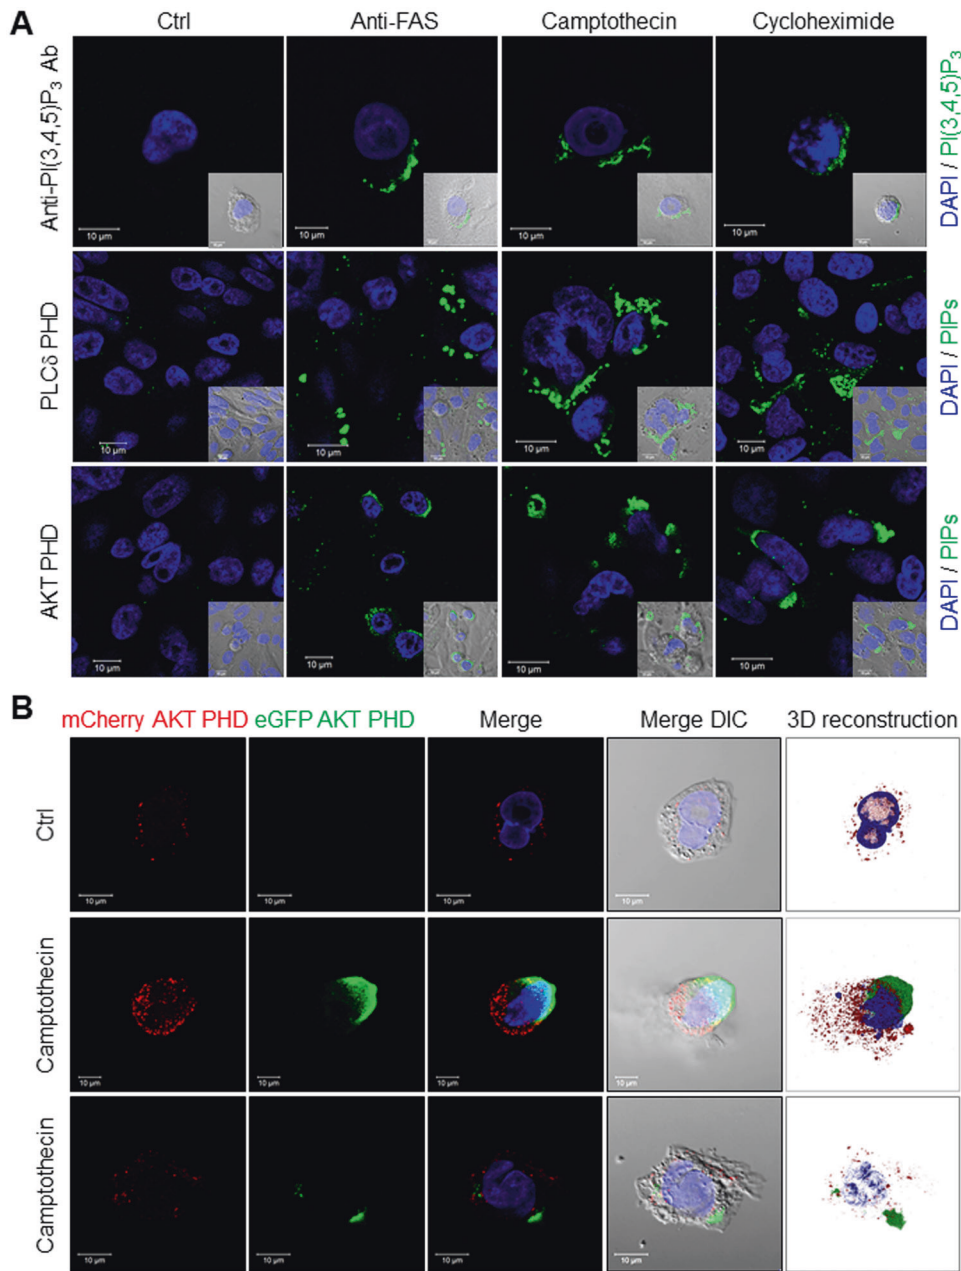 A
Ctrl
Anti-FAS
Camptothecin
Cycloheximide
Anti-PI(3,4,5)P₃ Ab
10 µm
10 µm
10 µm
10 µm
DAPI / PI(3,4,5)P₃
PLCδ PHD
10 µm
10 µm
10 µm
10 µm
DAPI / PIPs
AKT PHD
10 µm
10 µm
10 µm
10 µm
DAPI / PIPs
B
mCherry AKT PHD
eGFP AKT PHD
Merge
Merge DIC
3D reconstruction
Ctrl
10 µm
10 µm
10 µm
10 µm
Camptothecin
10 µm
10 µm
10 µm
10 µm
Camptothecin
10 µm
10 µm
10 µm
10 µm